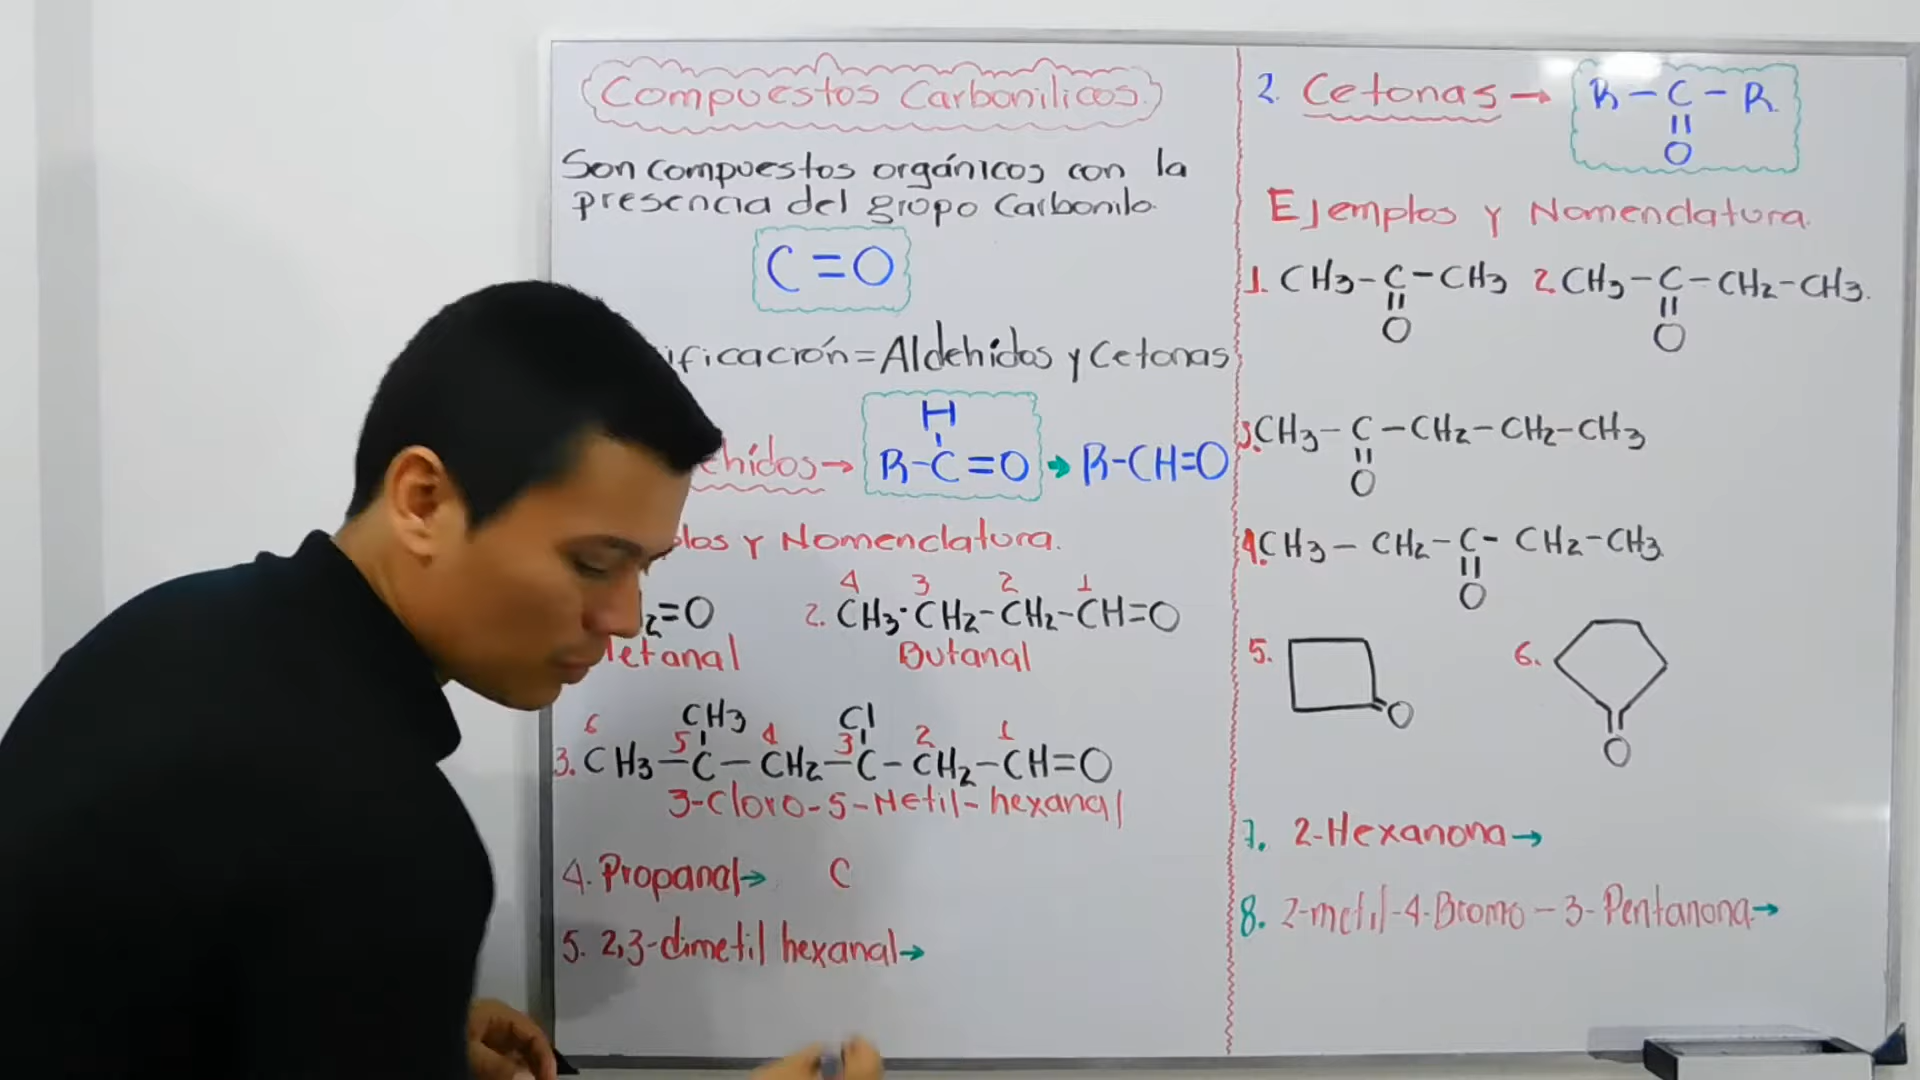 Compuestos Carbonilicos.
Son compuestos orgánicos con la
presencia del grupo Carbonilo.
C=O
ificación = Aldehidos y Cetonas
H
hidos→ R-C=O → R-CH=O
los y Nomenclatura.
4 3 2 1
2=O 2. CH3-CH2-CH2-CH=O
etanal Butanal
CH3 Cl
6 5 4 3 2 1
3. CH3-C-CH2-C-CH2-CH=O
3-Cloro-5-Metil-hexanal
4. Propanal→ C
5. 2,3-dimetil hexanal→
2. Cetonas→ R-C-R
O
Ejemplos y Nomenclatura.
1. CH3-C-CH3 2. CH3-C-CH2-CH3.
O O
3. CH3-C-CH2-CH2-CH3
O
4. CH3-CH2-C-CH2-CH3.
O
5. 6.
O O
7. 2-Hexanona→
8. 2-metil-4-Bromo-3-Pentanona→